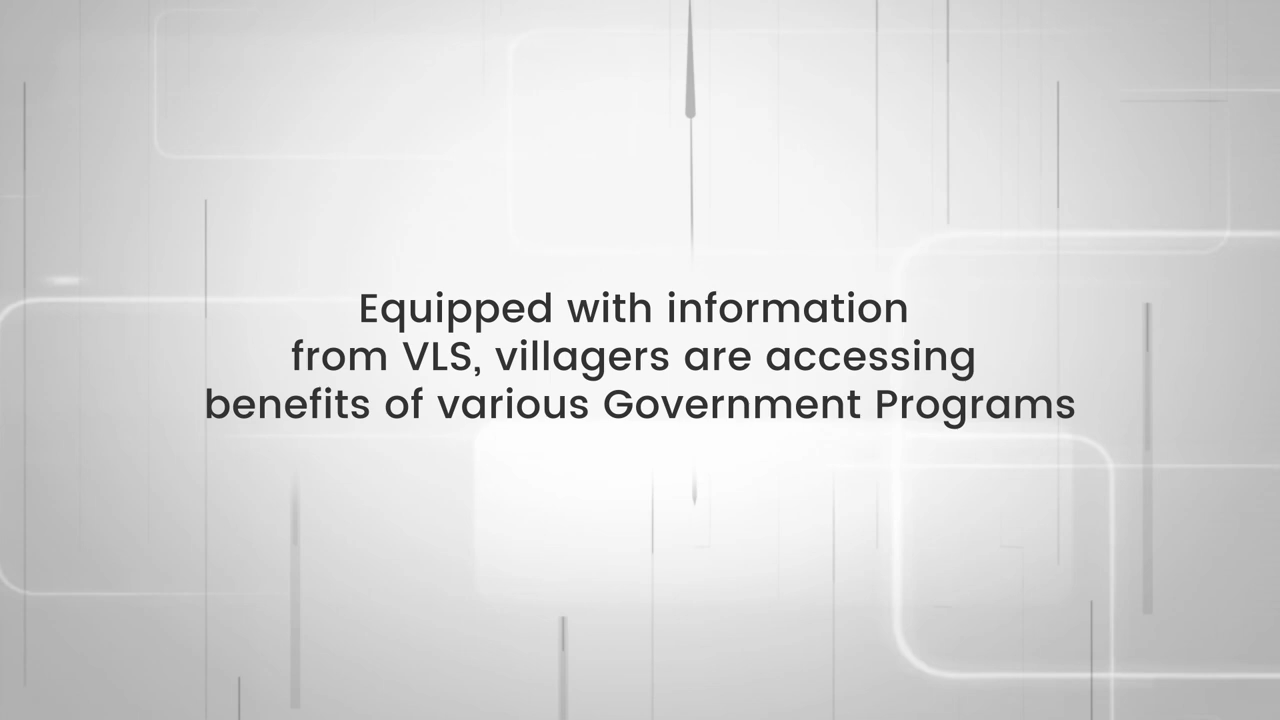 Equipped with information
from VLS, villagers are accessing
benefits of various Government Programs